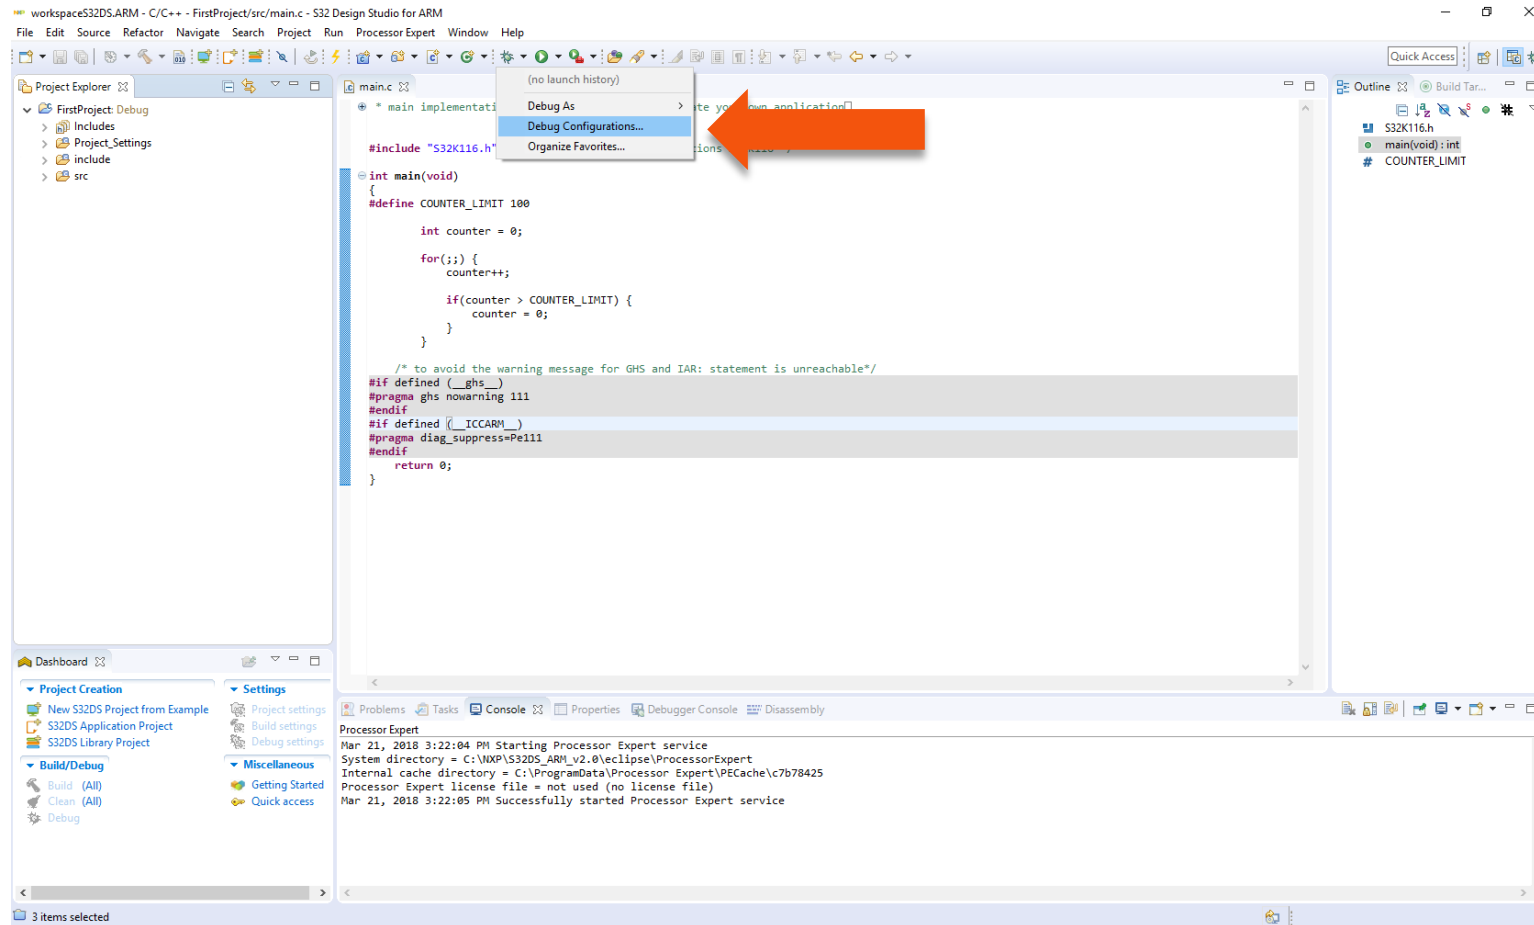 workspaceS32DS.ARM - C/C++ - FirstProject/src/main.c - S32 Design Studio for ARM
File Edit Source Refactor Navigate Search Project Run Processor Expert Window Help
Quick Access
Project Explorer
FirstProject: Debug
Includes
Project_Settings
include
src
main.c
(no launch history)
Debug As
Debug Configurations...
Organize Favorites...
* main implementati
te yo
own application
#include "S32K116.h"
ions
int main(void)
{
#define COUNTER_LIMIT 100
int counter = 0;
for(;;) {
counter++;
if(counter > COUNTER_LIMIT) {
counter = 0;
}
}
/* to avoid the warning message for GHS and IAR: statement is unreachable*/
#if defined (__ghs__)
#pragma ghs nowarning 111
#endif
#if defined (__ICCARM__)
#pragma diag_suppress=Pe111
#endif
return 0;
}
Outline Build Tar...
S32K116.h
main(void) : int
COUNTER_LIMIT
Dashboard
Project Creation
New S32DS Project from Example
S32DS Application Project
S32DS Library Project
Build/Debug
Build (All)
Clean (All)
Debug
Settings
Project settings
Build settings
Debug settings
Miscellaneous
Getting Started
Quick access
Problems Tasks Console Properties Debugger Console Disassembly
Processor Expert
Mar 21, 2018 3:22:04 PM Starting Processor Expert service
System directory = C:\NXP\S32DS_ARM_v2.0\eclipse\ProcessorExpert
Internal cache directory = C:\ProgramData\Processor Expert\PECache\c7b78425
Processor Expert license file = not used (no license file)
Mar 21, 2018 3:22:05 PM Successfully started Processor Expert service
3 items selected